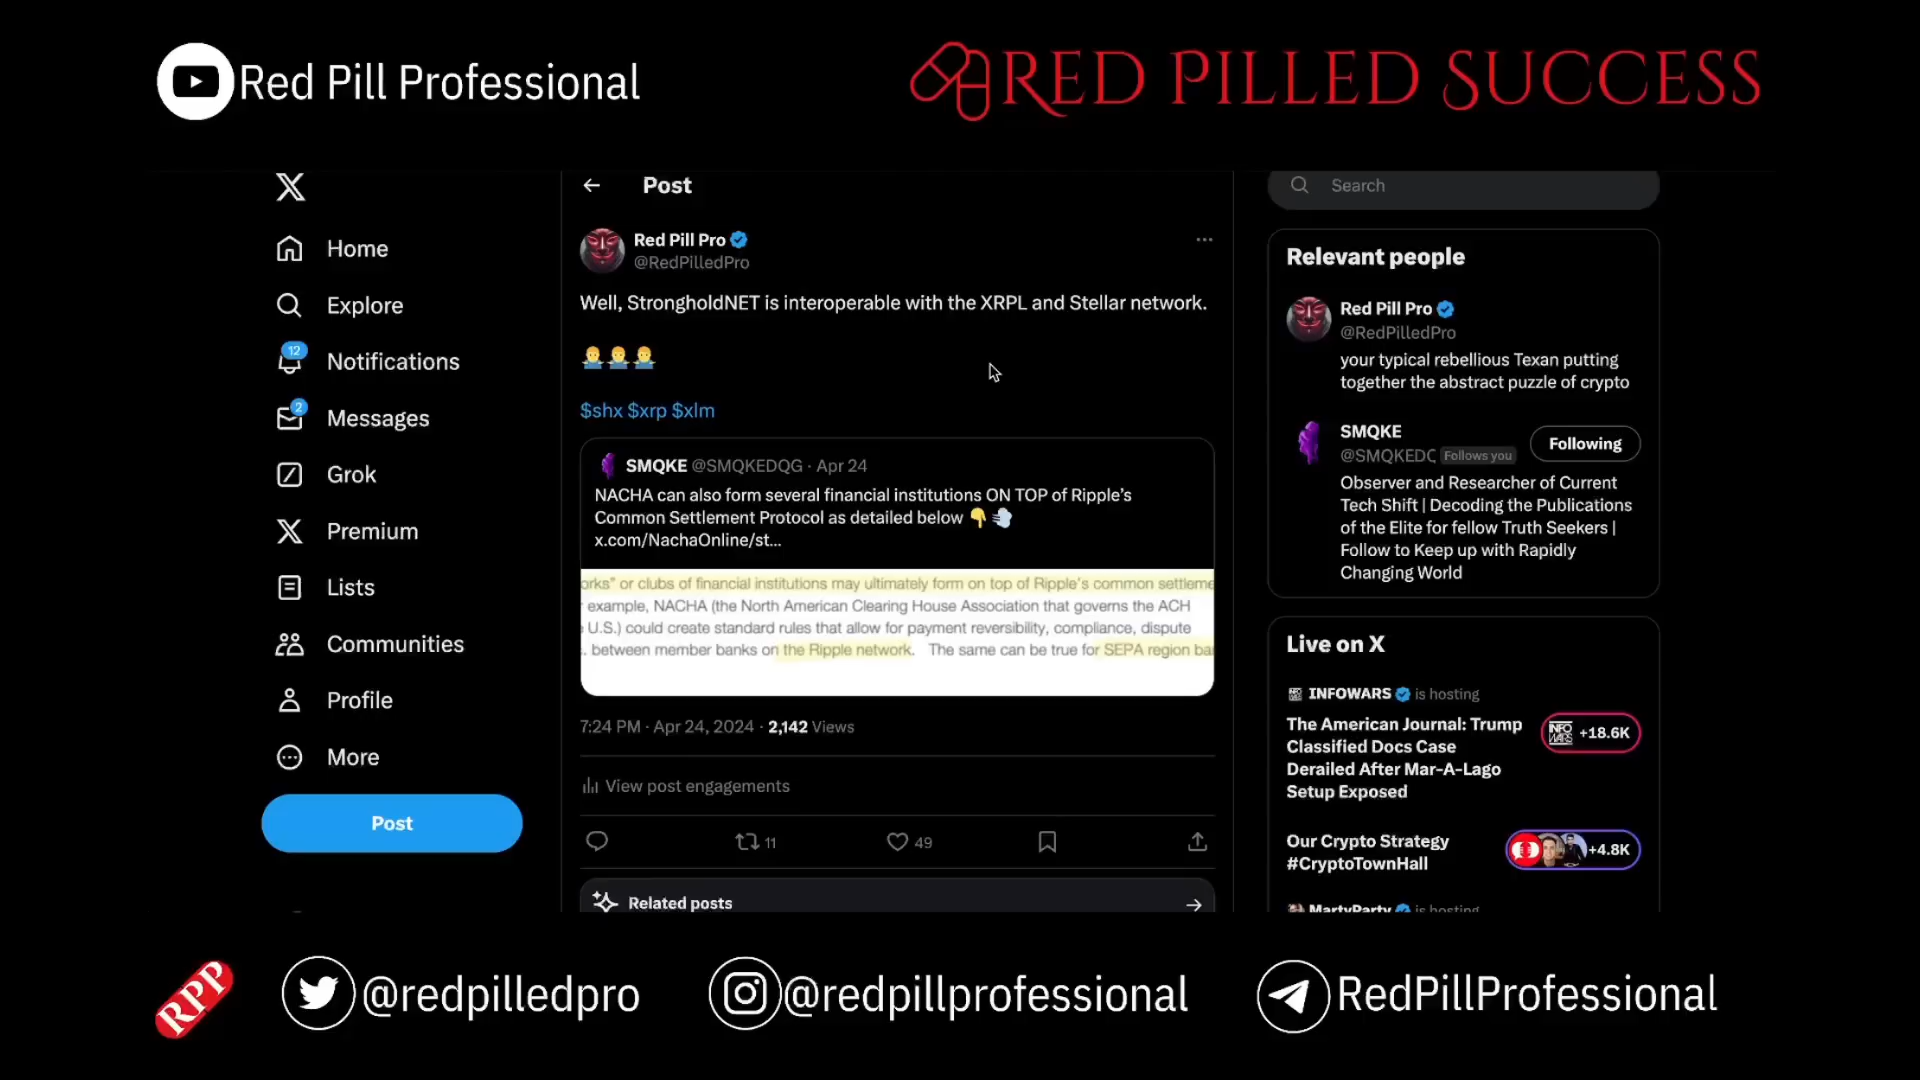 Red Pill Professional
RED PILLED SUCCESS
Post
Search
Home
Explore
12
Notifications
2
Messages
Grok
Premium
Lists
Communities
Profile
More
Post
Red Pill Pro
@RedPilledPro
Well, StrongholdNET is interoperable with the XRPL and Stellar network.
$shx $xrp $xlm
SMQKE @SMQKEDQG · Apr 24
NACHA can also form several financial institutions ON TOP of Ripple's
Common Settlement Protocol as detailed below
x.com/NachaOnline/st...
orks" or clubs of financial institutions may ultimately form on top of Ripple's common settleme
example, NACHA (the North American Clearing House Association that governs the ACH
U.S.) could create standard rules that allow for payment reversibility, compliance, dispute
. between member banks on the Ripple network. The same can be true for SEPA region ba
7:24 PM · Apr 24, 2024 · 2,142 Views
View post engagements
11
49
Related posts
Relevant people
Red Pill Pro
@RedPilledPro
your typical rebellious Texan putting
together the abstract puzzle of crypto
SMQKE
@SMQKEDQ Follows you
Following
Observer and Researcher of Current
Tech Shift | Decoding the Publications
of the Elite for fellow Truth Seekers |
Follow to Keep up with Rapidly
Changing World
Live on X
INFOWARS is hosting
The American Journal: Trump
Classified Docs Case
Derailed After Mar-A-Lago
Setup Exposed
INFO WARS
+18.6K
Our Crypto Strategy
#CryptoTownHall
+4.8K
MartyParty is hosting
RPP
@redpilledpro
@redpillprofessional
RedPillProfessional